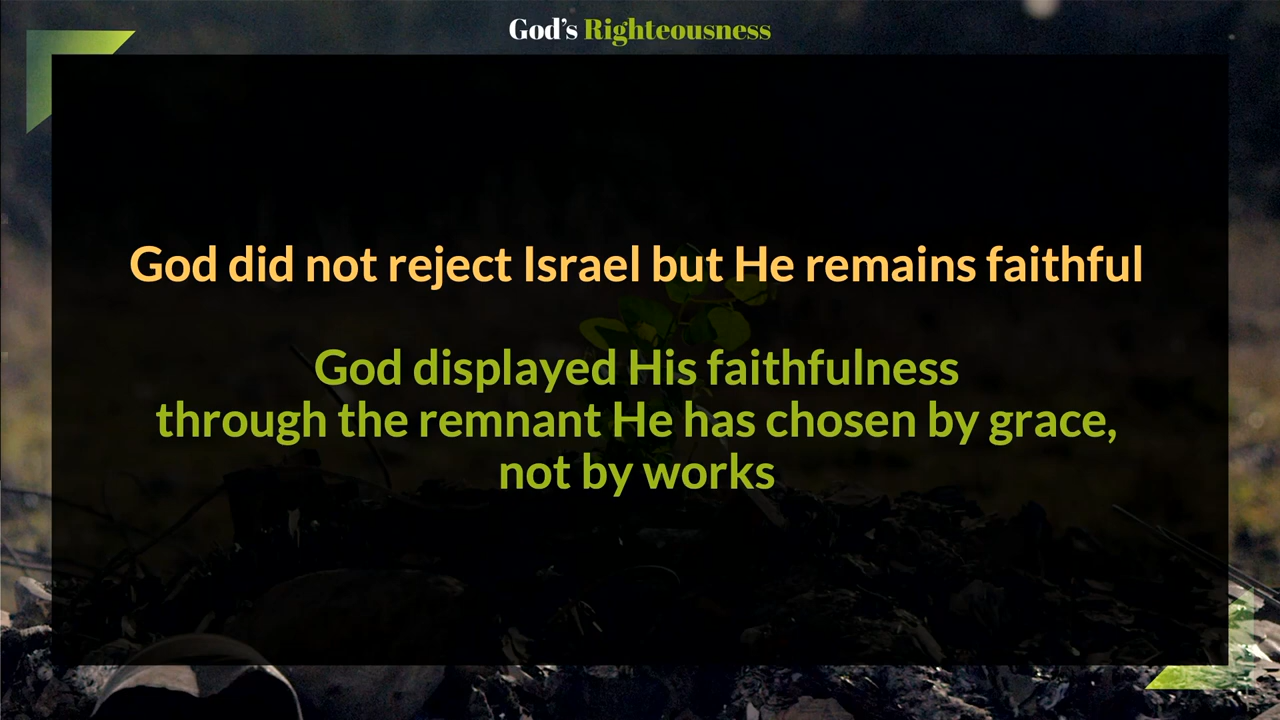 God's Righteousness
God did not reject Israel but He remains faithful
God displayed His faithfulness
through the remnant He has chosen by grace,
not by works